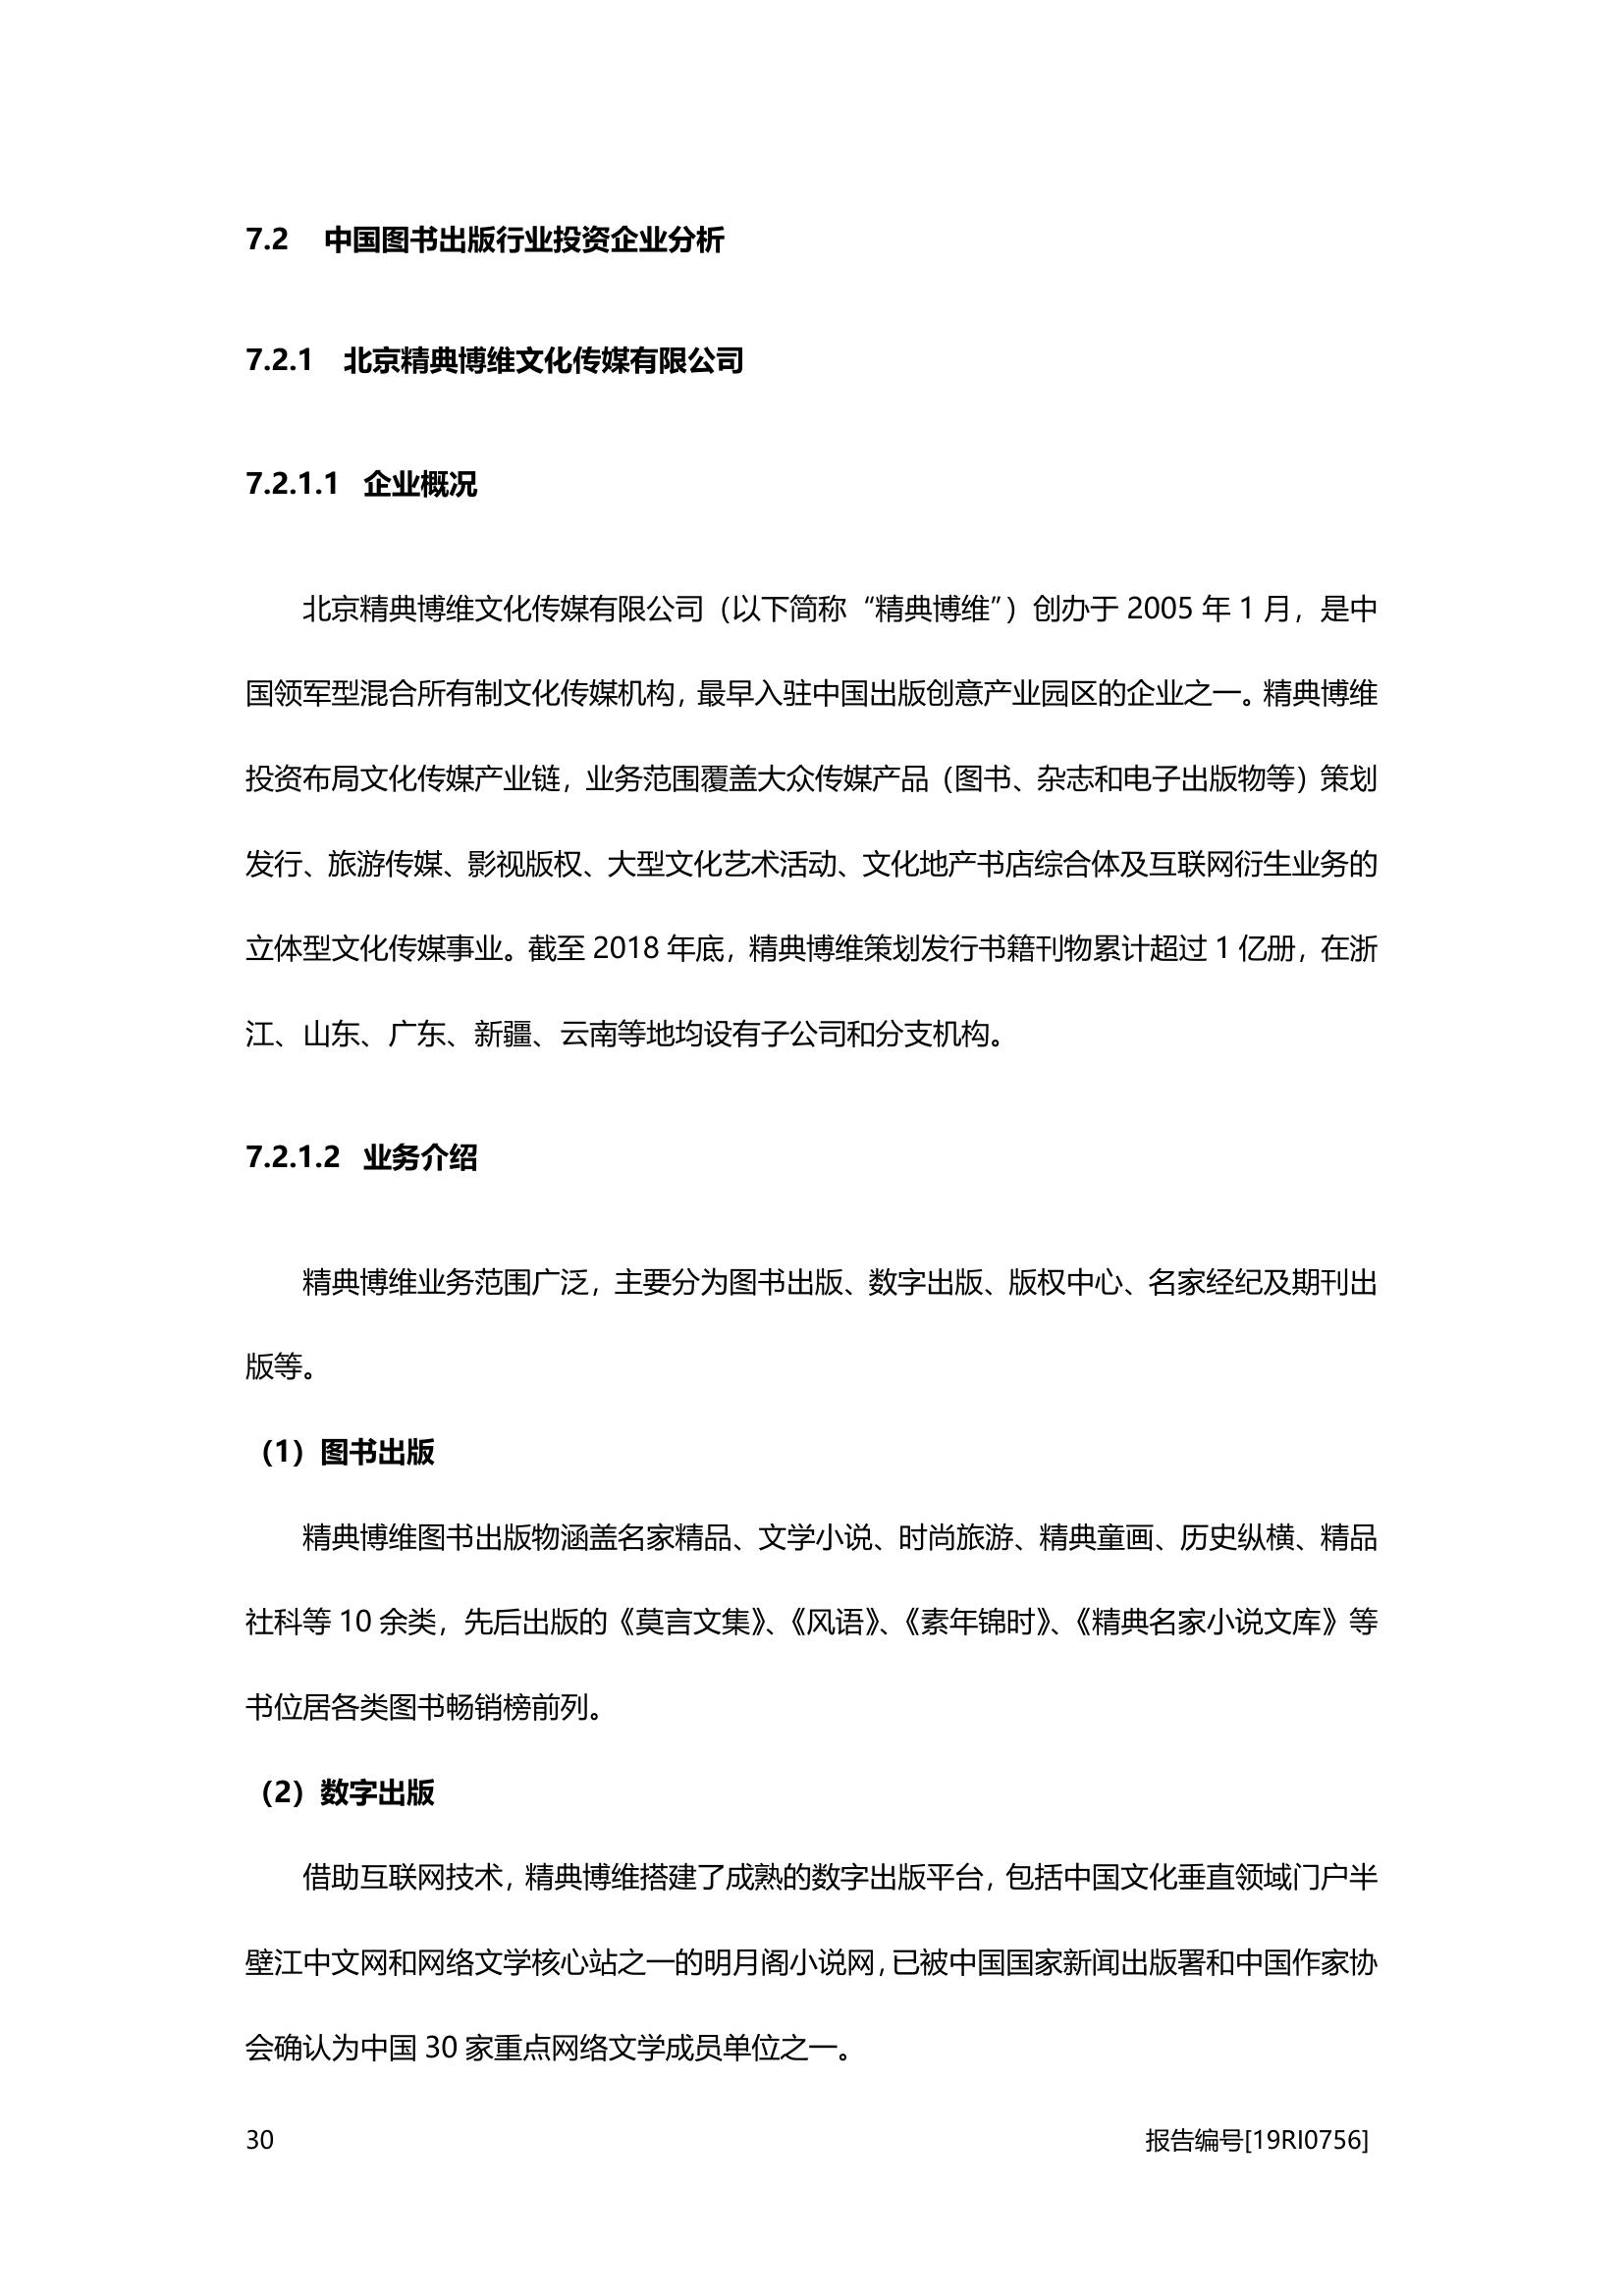 7.2 中国图书出版行业投资企业分析
7.2.1 北京精典博维文化传媒有限公司
7.2.1.1 企业概况
北京精典博维文化传媒有限公司（以下简称“精典博维”）创办于 2005 年 1 月，是中
国领军型混合所有制文化传媒机构，最早入驻中国出版创意产业园区的企业之一。精典博维
投资布局文化传媒产业链，业务范围覆盖大众传媒产品（图书、杂志和电子出版物等）策划
发行、旅游传媒、影视版权、大型文化艺术活动、文化地产书店综合体及互联网衍生业务的
立体型文化传媒事业。截至 2018 年底，精典博维策划发行书籍刊物累计超过 1 亿册，在浙
江、山东、广东、新疆、云南等地均设有子公司和分支机构。
7.2.1.2 业务介绍
精典博维业务范围广泛，主要分为图书出版、数字出版、版权中心、名家经纪及期刊出
版等。
（1）图书出版
精典博维图书出版物涵盖名家精品、文学小说、时尚旅游、精典童画、历史纵横、精品
社科等 10 余类，先后出版的《莫言文集》、《风语》、《素年锦时》、《精典名家小说文库》等
书位居各类图书畅销榜前列。
（2）数字出版
借助互联网技术，精典博维搭建了成熟的数字出版平台，包括中国文化垂直领域门户半
壁江中文网和网络文学核心站之一的明月阁小说网，已被中国国家新闻出版署和中国作家协
会确认为中国 30 家重点网络文学成员单位之一。
30 报告编号[19RI0756]